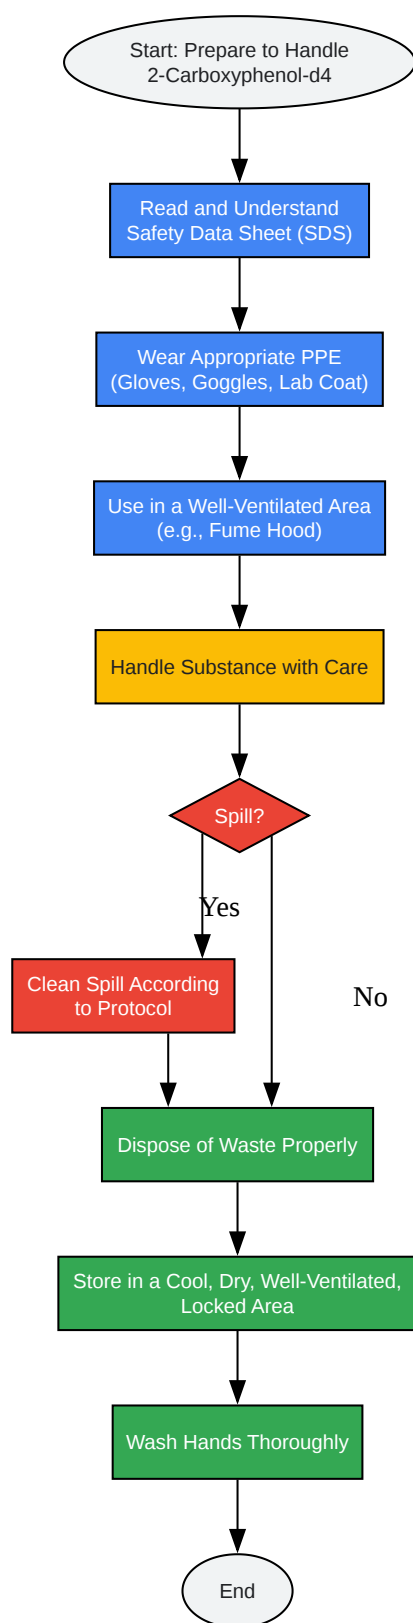 Start: Prepare to Handle
2-Carboxyphenol-d4
Read and Understand
Safety Data Sheet (SDS)
Wear Appropriate PPE
(Gloves, Goggles, Lab Coat)
Use in a Well-Ventilated Area
(e.g., Fume Hood)
Handle Substance with Care
Spill?
Yes
Clean Spill According
to Protocol
No
Dispose of Waste Properly
Store in a Cool, Dry, Well-Ventilated,
Locked Area
Wash Hands Thoroughly
End